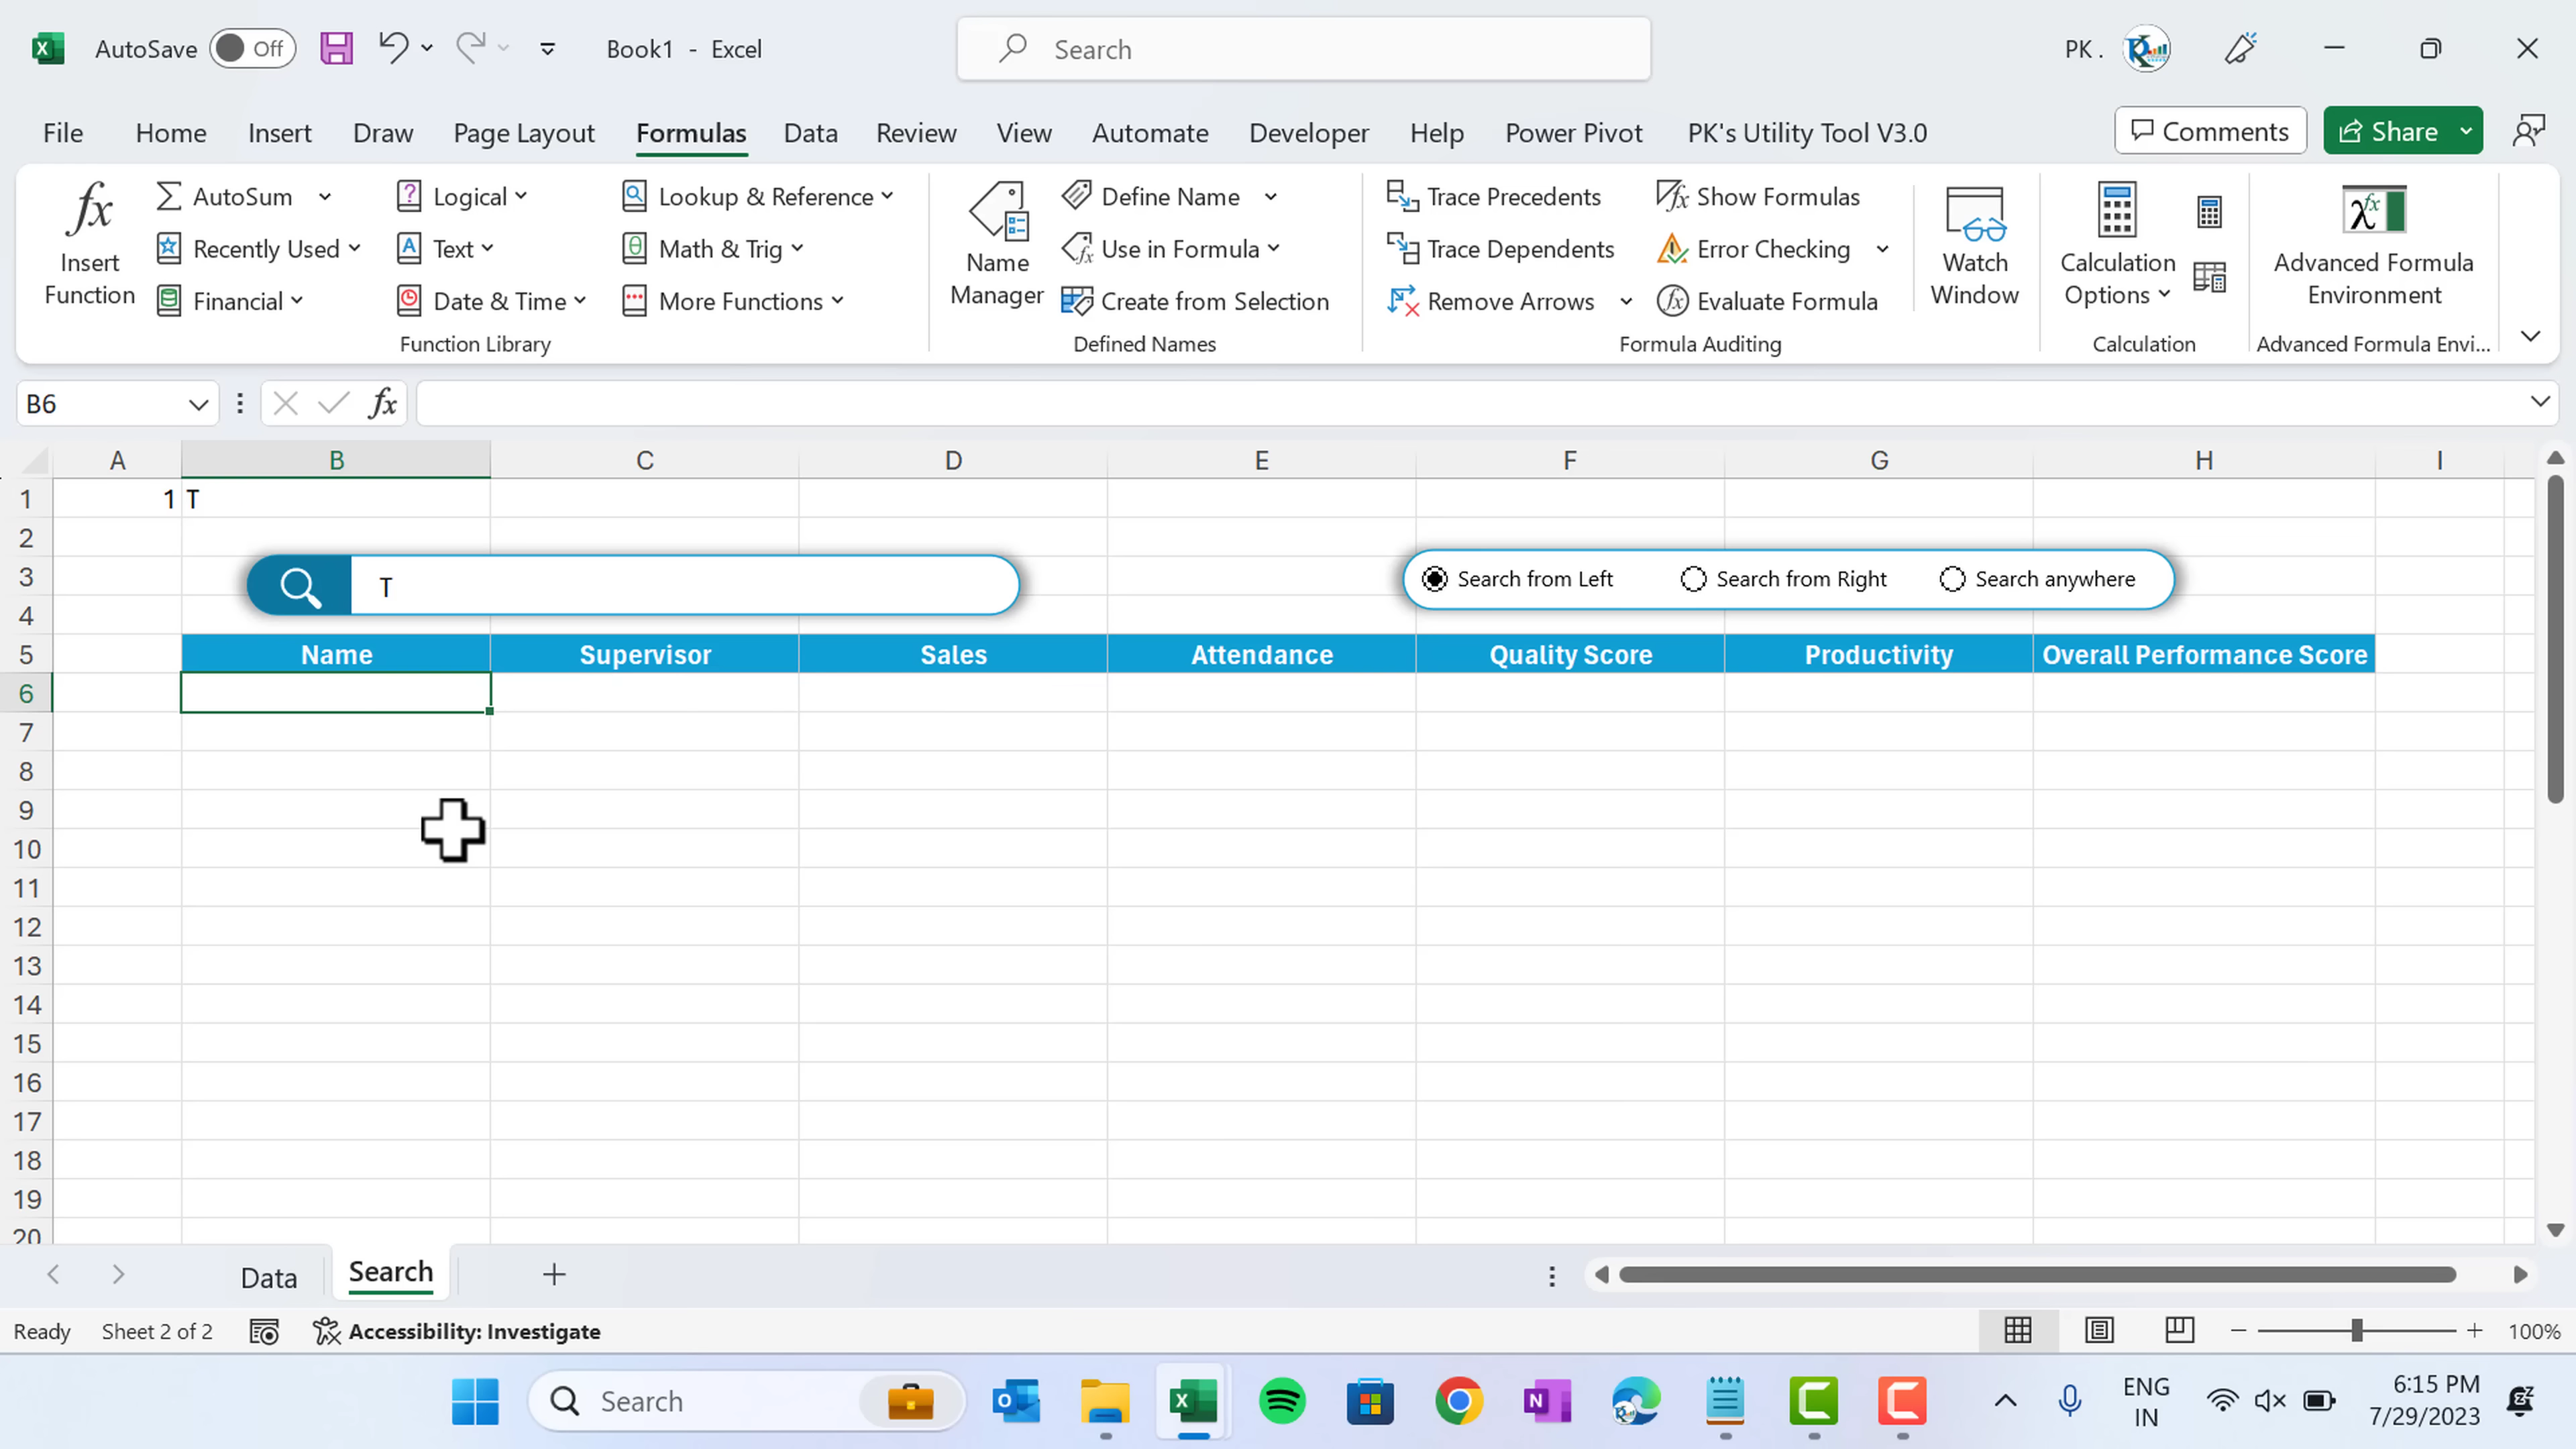 AutoSave Off Book1 - Excel Search PK .
File Home Insert Draw Page Layout Formulas Data Review View Automate Developer Help Power Pivot PK's Utility Tool V3.0 Comments Share
Insert Function
AutoSum
Recently Used
Financial
Logical
Text
Date & Time
Lookup & Reference
Math & Trig
More Functions
Function Library
Name Manager
Define Name
Use in Formula
Create from Selection
Defined Names
Trace Precedents
Trace Dependents
Remove Arrows
Show Formulas
Error Checking
Evaluate Formula
Watch Window
Formula Auditing
Calculation Options
Calculation
Advanced Formula Environment
Advanced Formula Envi...
B6 fx
A B C D E F G H I
1 1 T
2
3 T Search from Left Search from Right Search anywhere
4
5 Name Supervisor Sales Attendance Quality Score Productivity Overall Performance Score
6
7
8
9
10
11
12
13
14
15
16
17
18
19
20
Data Search
Ready Sheet 2 of 2 Accessibility: Investigate 100%
Search ENG IN 6:15 PM 7/29/2023